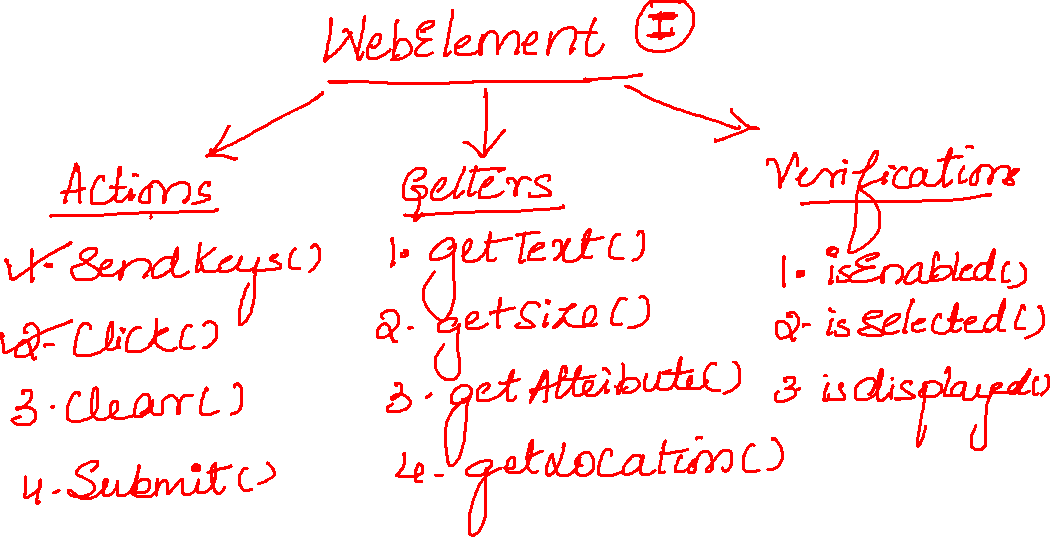 WebElement I
Actions
1. Sendkeys()
2. Click()
3. Clear()
4. Submit()
Getters
1. getText()
2. getSize()
3. getAttribute()
4. getLocation()
Verifications
1. isEnabled()
2. isSelected()
3 isdisplayed()